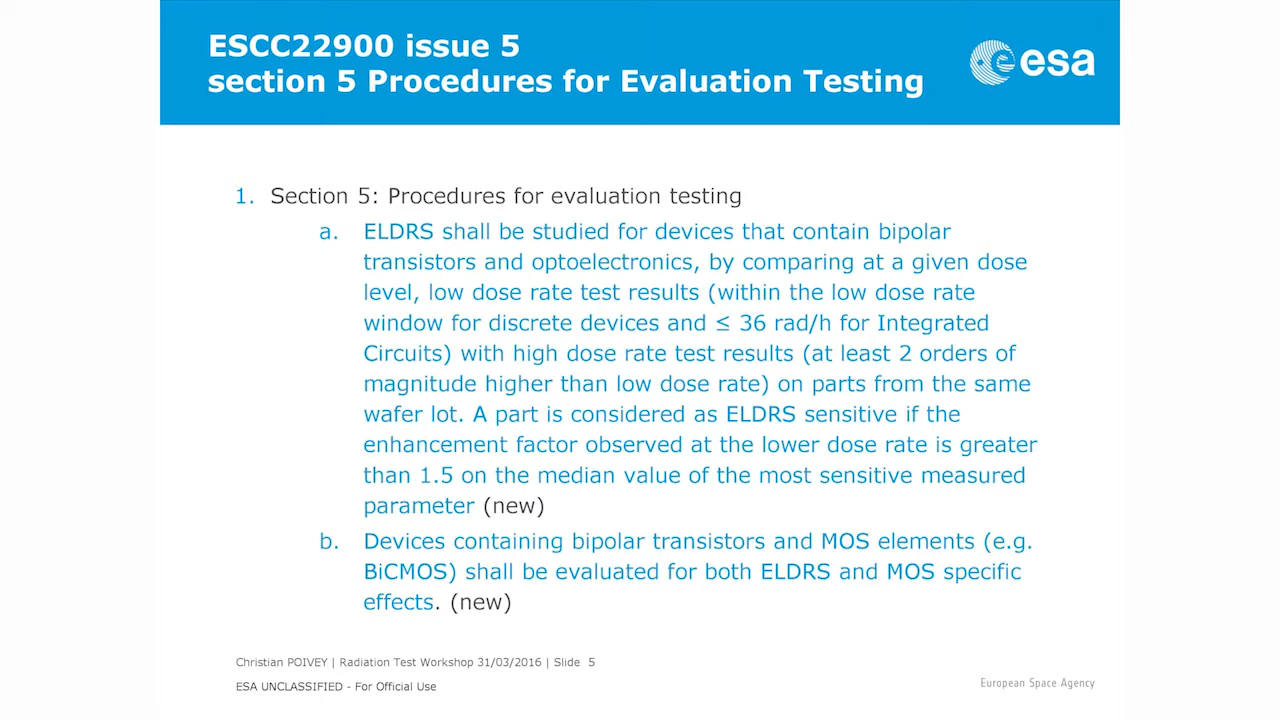 ESCC22900 issue 5
section 5 Procedures for Evaluation Testing
esa
1. Section 5: Procedures for evaluation testing
a. ELDRS shall be studied for devices that contain bipolar
transistors and optoelectronics, by comparing at a given dose
level, low dose rate test results (within the low dose rate
window for discrete devices and ≤ 36 rad/h for Integrated
Circuits) with high dose rate test results (at least 2 orders of
magnitude higher than low dose rate) on parts from the same
wafer lot. A part is considered as ELDRS sensitive if the
enhancement factor observed at the lower dose rate is greater
than 1.5 on the median value of the most sensitive measured
parameter (new)
b. Devices containing bipolar transistors and MOS elements (e.g.
BiCMOS) shall be evaluated for both ELDRS and MOS specific
effects. (new)
Christian POIVEY | Radiation Test Workshop 31/03/2016 | Slide 5
ESA UNCLASSIFIED - For Official Use
European Space Agency